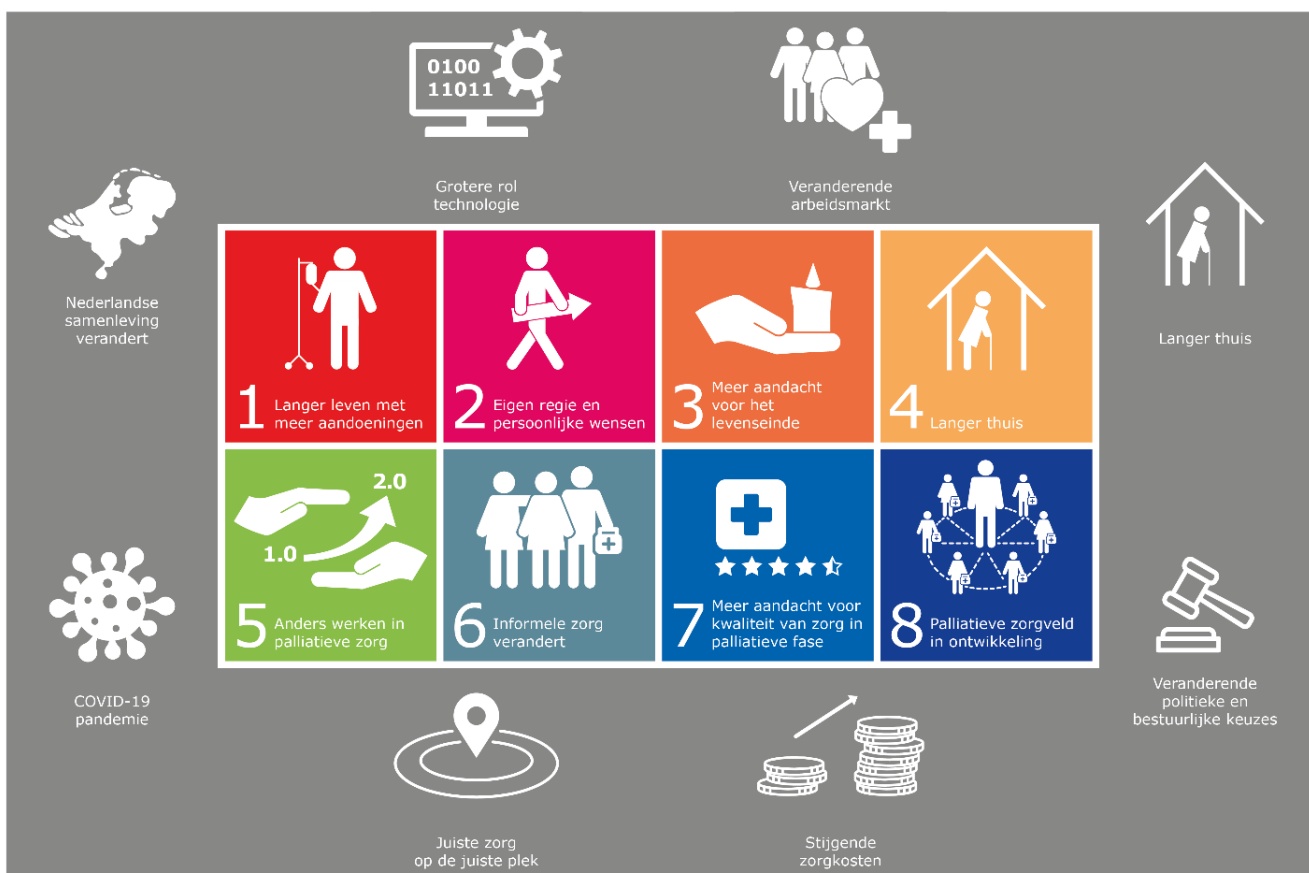 0100
11011
Grotere rol
technologie
Veranderende
arbeidsmarkt
Nederlandse
samenleving
verandert
Langer thuis
1 Langer leven met
meer aandoeningen
2 Eigen regie en
persoonlijke wensen
3 Meer aandacht
voor het
levenseinde
4 Langer thuis
2.0
1.0
5 Anders werken in
palliatieve zorg
6 Informele zorg
verandert
7 Meer aandacht voor
kwaliteit van zorg in
palliatieve fase
8 Palliatieve zorgveld
in ontwikkeling
COVID-19
pandemie
Veranderende
politieke en
bestuurlijke keuzes
Juiste zorg
op de juiste plek
Stijgende
zorgkosten